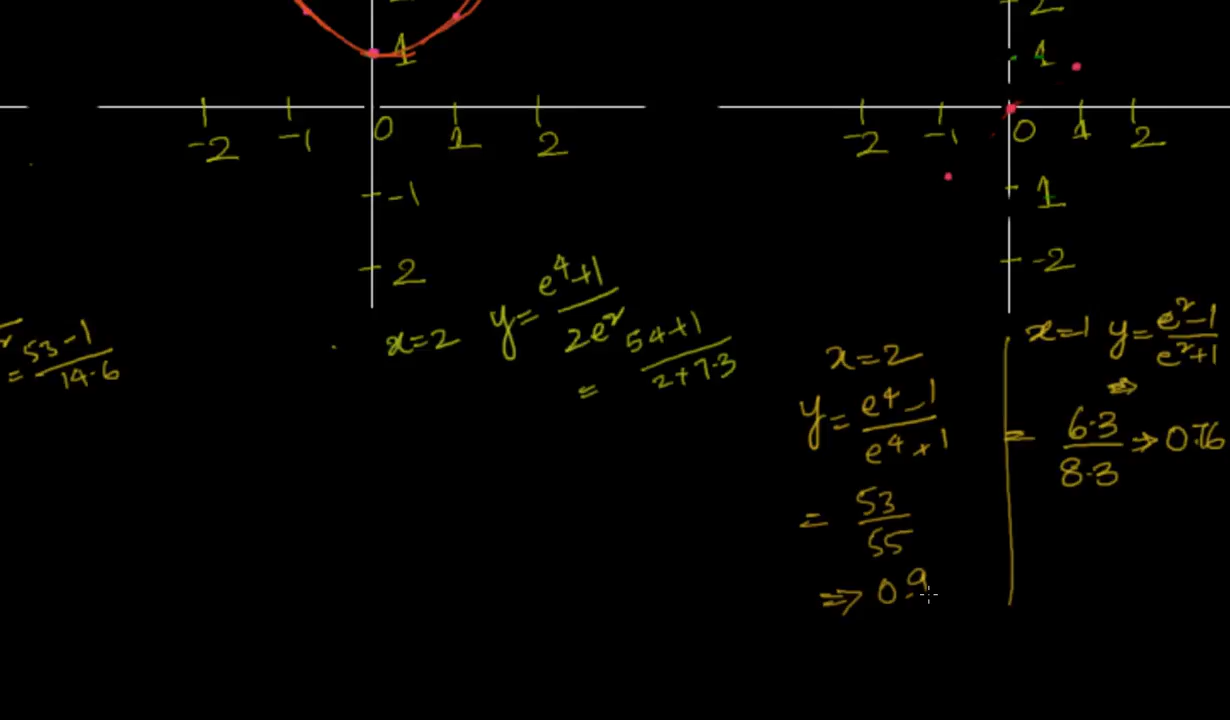 2
1
1
-2 -1 0 1 2
-2 -1 0 1 2
-1
1
2
-2
x=2 y=e⁴+1/2e²
= 54+1/2+7.3
= 53-1/14.6
x=2
y=e⁴-1/e⁴+1
= 53/55
⇒ 0.9
x=1 y=e²-1/e²+1
⇒
= 6.3/8.3 → 0.76